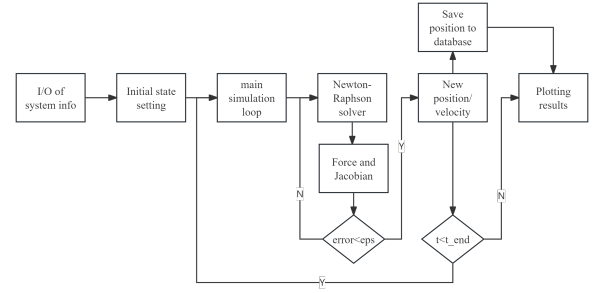 Save
position to
database
I/O of
system info
Initial state
setting
main
simulation
loop
Newton-
Raphson
solver
New
position/
velocity
Plotting
results
Force and
Jacobian
Y
N
N
error<eps
t<t_end
Y